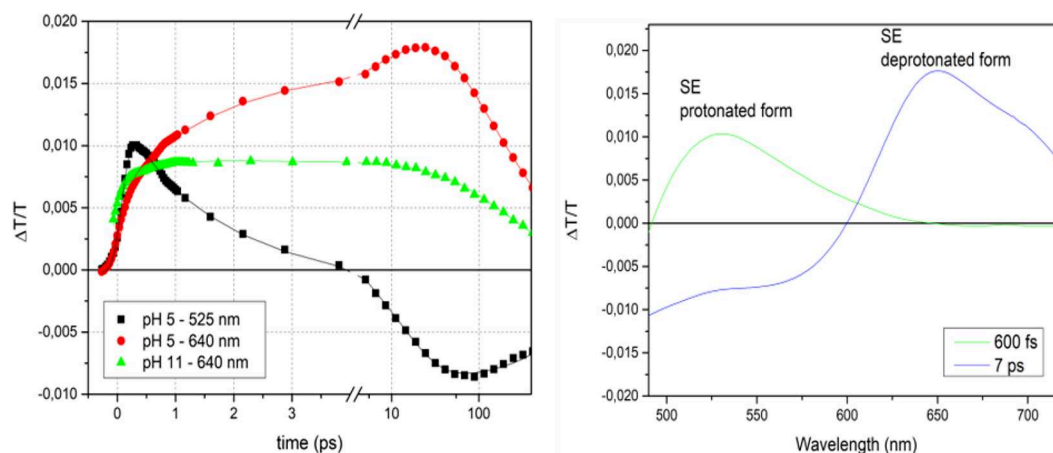 0,020
0,015
0,010
0,005
0,000
-0,005
-0,010
ΔT/T
pH 5 - 525 nm
pH 5 - 640 nm
pH 11 - 640 nm
0 1 2 3 10 100
time (ps)
0,020
0,015
0,010
0,005
0,000
-0,005
-0,010
-0,015
-0,020
ΔT/T
SE
protonated form
SE
deprotonated form
600 fs
7 ps
500 550 600 650 700
Wavelength (nm)